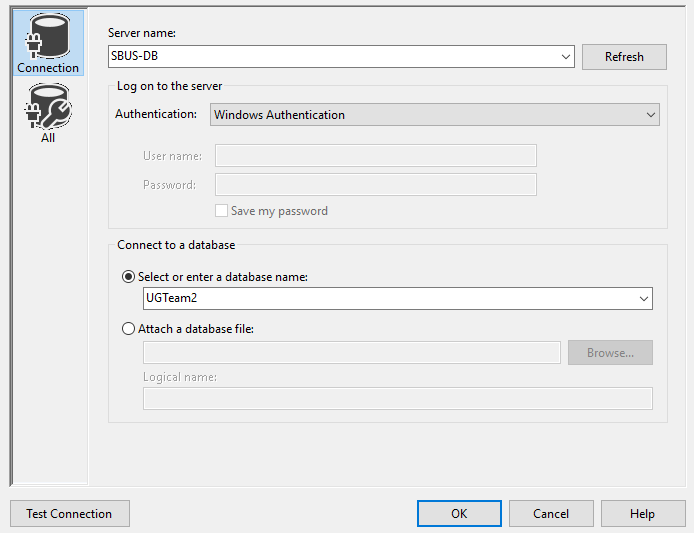 Connection
All
Server name:
SBUS-DB
Refresh
Log on to the server
Authentication:
Windows Authentication
User name:
Password:
Save my password
Connect to a database
Select or enter a database name:
UGTeam2
Attach a database file:
Browse...
Logical name:
Test Connection
OK
Cancel
Help